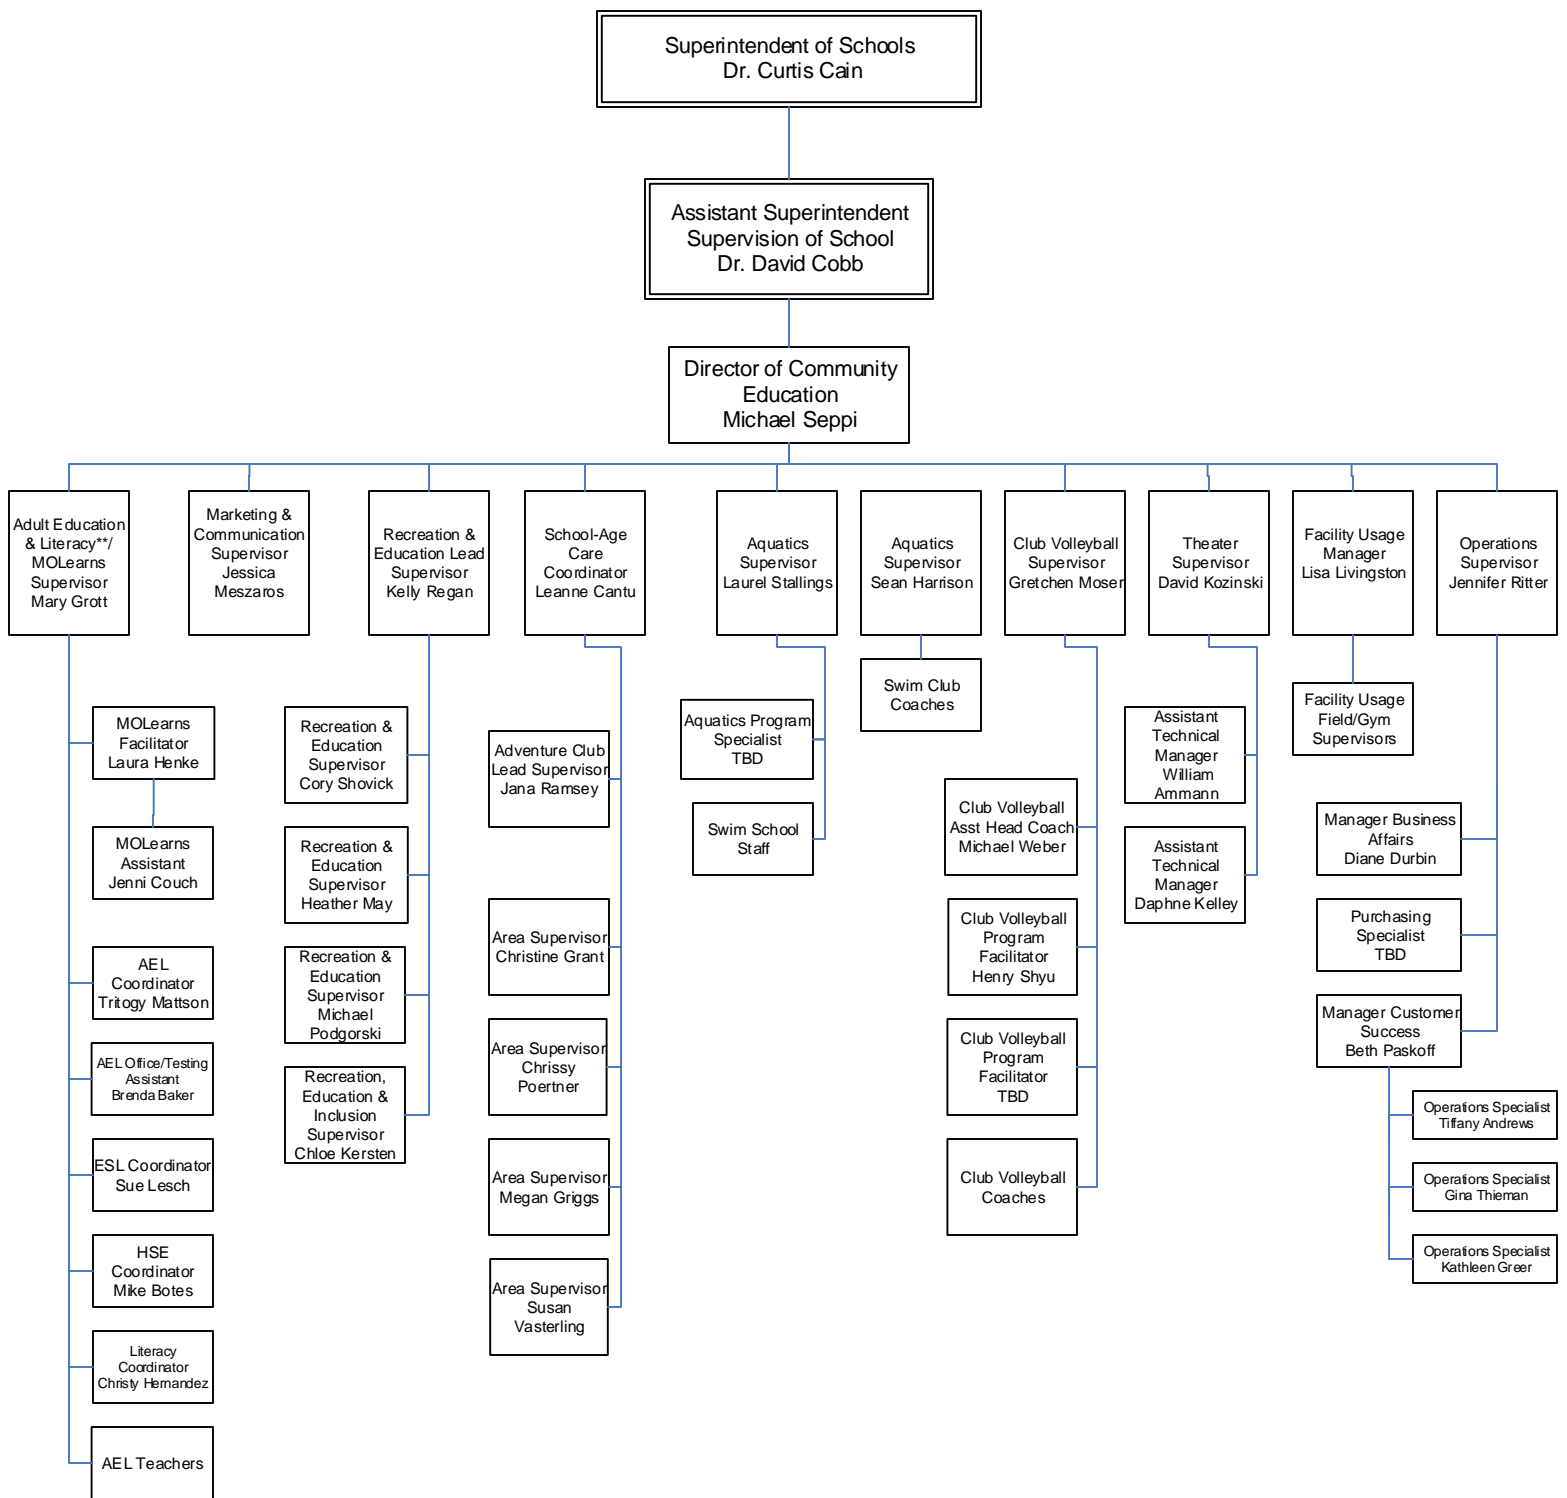 Superintendent of Schools
Dr. Curtis Cain
Assistant Superintendent
Supervision of School
Dr. David Cobb
Director of Community
Education
Michael Seppi
Adult Education
& Literacy**/
MOLearns
Supervisor
Mary Grott
Marketing &
Communication
Supervisor
Jessica
Meszaros
Recreation &
Education Lead
Supervisor
Kelly Regan
School-Age
Care
Coordinator
Leanne Cantu
Aquatics
Supervisor
Laurel Stallings
Aquatics
Supervisor
Sean Harrison
Club Volleyball
Supervisor
Gretchen Moser
Theater
Supervisor
David Kozinski
Facility Usage
Manager
Lisa Livingston
Operations
Supervisor
Jennifer Ritter
MOLearns
Facilitator
Laura Henke
MOLearns
Assistant
Jenni Couch
AEL
Coordinator
Tritogy Mattson
AEL Office/Testing
Assistant
Brenda Baker
ESL Coordinator
Sue Lesch
HSE
Coordinator
Mike Botes
Literacy
Coordinator
Christy Hernandez
AEL Teachers
Recreation &
Education
Supervisor
Cory Shovick
Recreation &
Education
Supervisor
Heather May
Recreation &
Education
Supervisor
Michael
Podgorski
Recreation,
Education &
Inclusion
Supervisor
Chloe Kersten
Adventure Club
Lead Supervisor
Jana Ramsey
Area Supervisor
Christine Grant
Area Supervisor
Chrissy
Poertner
Area Supervisor
Megan Griggs
Area Supervisor
Susan
Vasterling
Aquatics Program
Specialist
TBD
Swim School
Staff
Swim Club
Coaches
Club Volleyball
Asst Head Coach
Michael Weber
Club Volleyball
Program
Facilitator
Henry Shyu
Club Volleyball
Program
Facilitator
TBD
Club Volleyball
Coaches
Assistant
Technical
Manager
William
Ammann
Assistant
Technical
Manager
Daphne Kelley
Facility Usage
Field/Gym
Supervisors
Manager Business
Affairs
Diane Durbin
Purchasing
Specialist
TBD
Manager Customer
Success
Beth Paskoff
Operations Specialist
Tiffany Andrews
Operations Specialist
Gina Thieman
Operations Specialist
Kathleen Greer